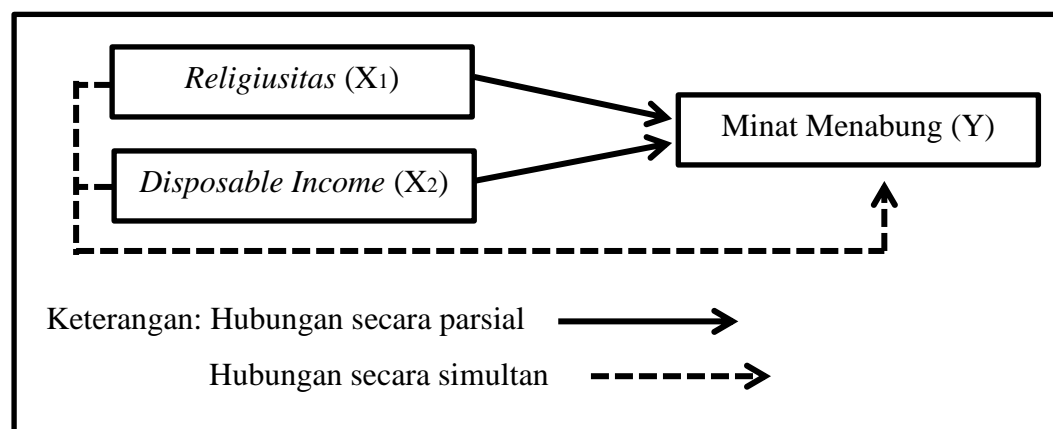 Religiusitas (X1)
Minat Menabung (Y)
Disposable Income (X2)
Keterangan: Hubungan secara parsial
Hubungan secara simultan